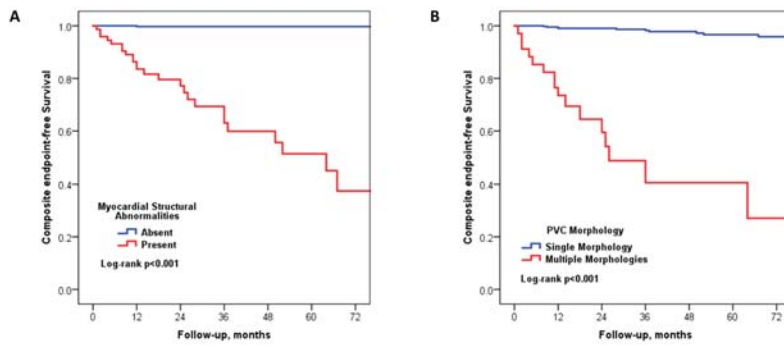 A
Composite endpoint-free Survival
1.0
0.8
0.6
0.4
0.2
0.0
Myocardial Structural
Abnormalities
Absent
Present
Log-rank p<0.001
0 12 24 36 48 60 72
Follow-up, months
B
Composite endpoint-free Survival
1.0
0.8
0.6
0.4
0.2
0.0
PVC Morphology
Single Morphology
Multiple Morphologies
Log-rank p<0.001
0 12 24 36 48 60 72
Follow-up, months